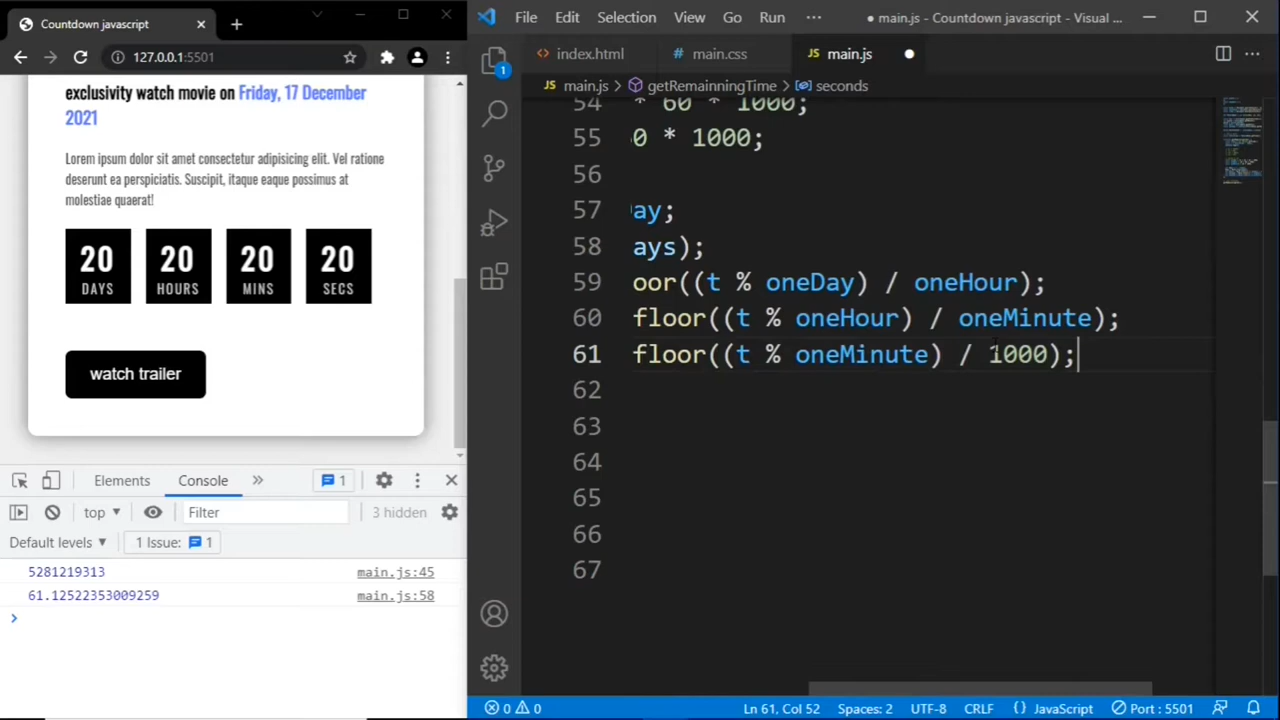 Countdown javascript
127.0.0.1:5501
exclusivity watch movie on Friday, 17 December
2021
Lorem ipsum dolor sit amet consectetur adipisicing elit. Vel ratione
deserunt ea perspiciatis. Suscipit, itaque eaque possimus at
molestiae quaerat!
20 20 20 20
DAYS HOURS MINS SECS
watch trailer
Elements Console » 1
top Filter 3 hidden
Default levels 1 Issue: 1
5281219313 main.js:45
61.12522353009259 main.js:58
File Edit Selection View Go Run ··· ● main.js - Countdown javascript - Visual ...
index.html main.css JS main.js
JS main.js > getRemainningTime > seconds
54 * 60 * 1000;
55 0 * 1000;
56
57 ay;
58 ays);
59 oor((t % oneDay) / oneHour);
60 floor((t % oneHour) / oneMinute);
61 floor((t % oneMinute) / 1000);
62
63
64
65
66
67
1
0 0 Ln 61, Col 52 Spaces: 2 UTF-8 CRLF {} JavaScript Port : 5501